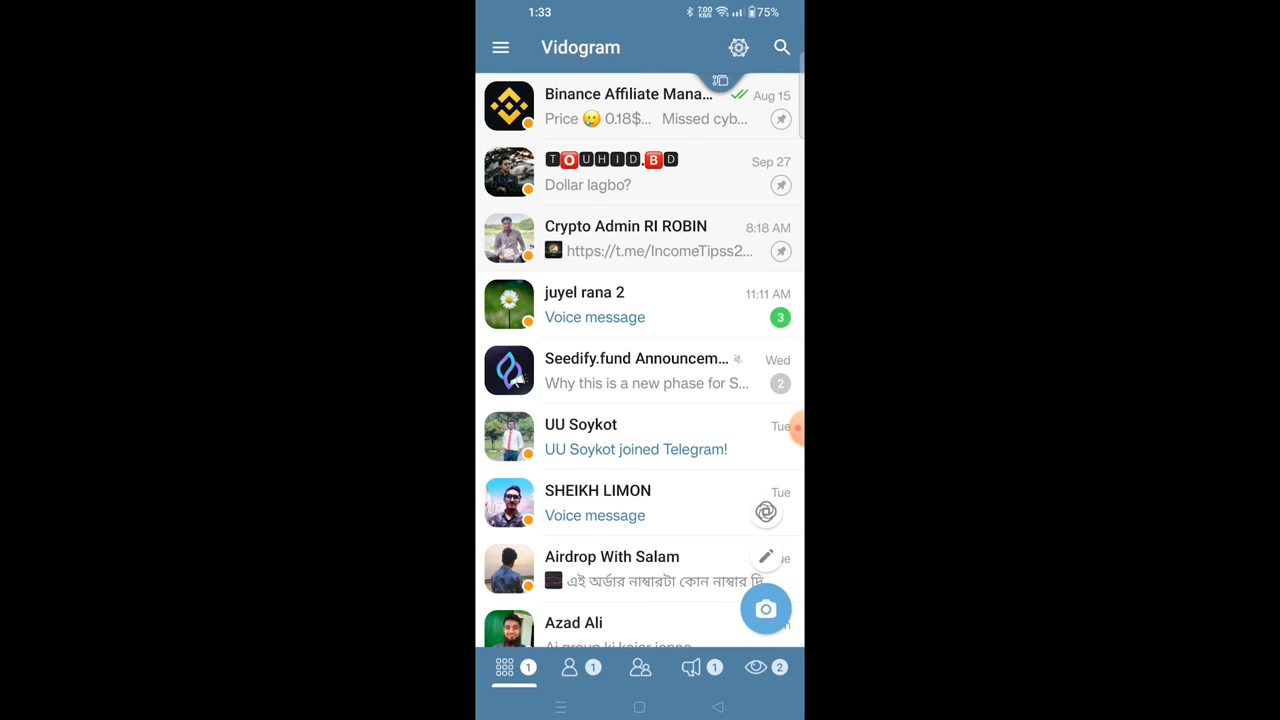 1:33
7.00 KB/S
75%
Vidogram
Binance Affiliate Mana... Aug 15
Price 🥲 0.18$... Missed cyb...
TOUHID.BD Sep 27
Dollar lagbo?
Crypto Admin RI ROBIN 8:18 AM
https://t.me/IncomeTipss2...
juyel rana 2 11:11 AM
Voice message 3
Seedify.fund Announcem... Wed
Why this is a new phase for S... 2
UU Soykot Tue
UU Soykot joined Telegram!
SHEIKH LIMON Tue
Voice message
Airdrop With Salam
এই অর্ডার নাম্বারটা কোন নাম্বার দি
Azad Ali
1 1 1 2